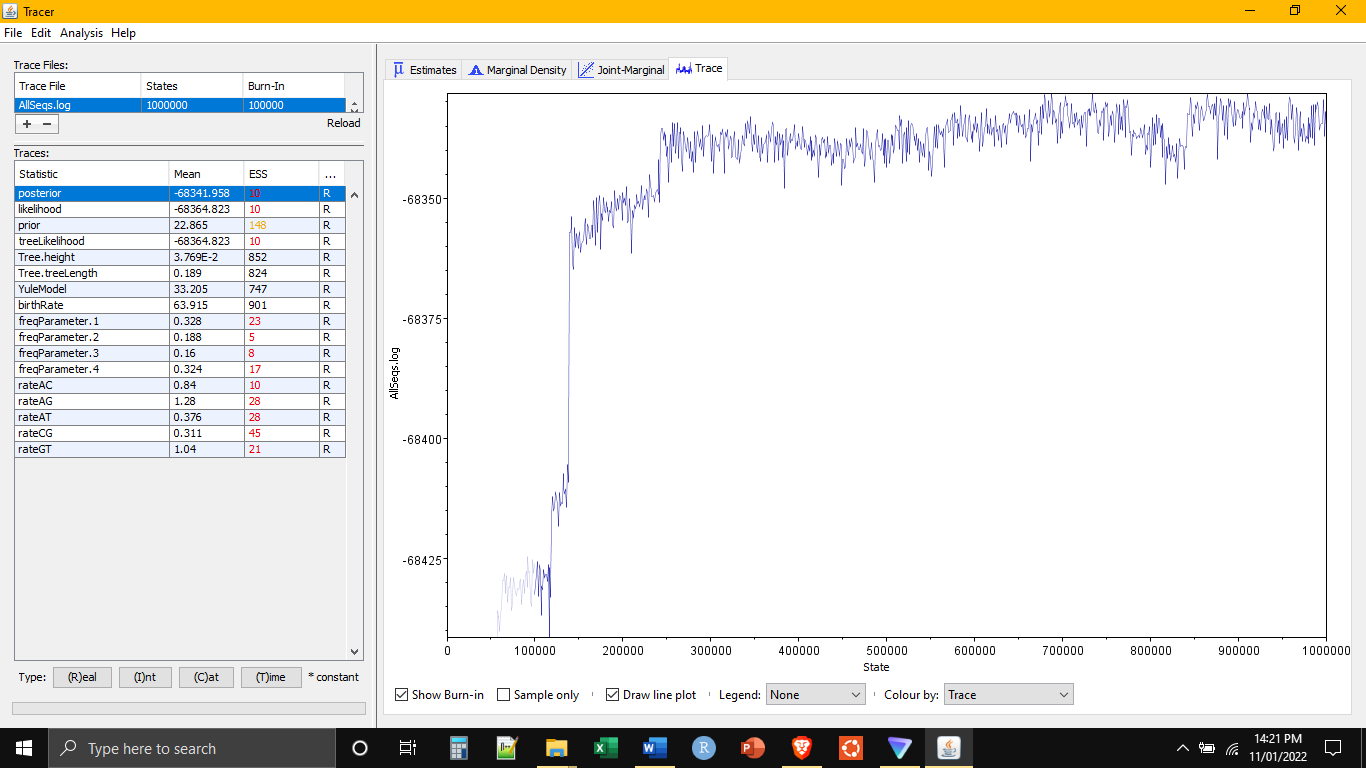 Tracer
File Edit Analysis Help
Trace Files:
Trace File States Burn-In
AllSeqs.log 1000000 100000
+ − Reload
Traces:
Statistic Mean ESS ...
posterior -68341.958 10 R
likelihood -68364.823 10 R
prior 22.865 148 R
treeLikelihood -68364.823 10 R
Tree.height 3.769E-2 852 R
Tree.treeLength 0.189 824 R
YuleModel 33.205 747 R
birthRate 63.915 901 R
freqParameter.1 0.328 23 R
freqParameter.2 0.188 5 R
freqParameter.3 0.16 8 R
freqParameter.4 0.324 17 R
rateAC 0.84 10 R
rateAG 1.28 28 R
rateAT 0.376 28 R
rateCG 0.311 45 R
rateGT 1.04 21 R
Type: (R)eal (I)nt (C)at (T)ime * constant
Estimates Marginal Density Joint-Marginal Trace
-68350
-68375
-68400
-68425
AllSeqs.log
0 100000 200000 300000 400000 500000 600000 700000 800000 900000 1000000
State
Show Burn-in Sample only Draw line plot Legend: None Colour by: Trace
Type here to search
14:21 PM
11/01/2022